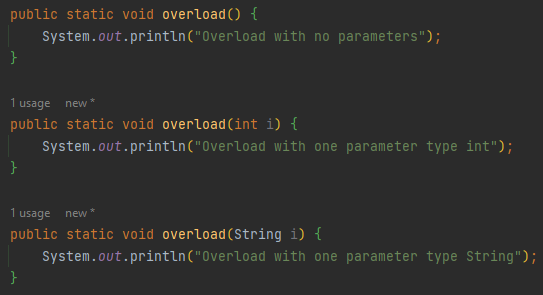 public static void overload() {
    System.out.println("Overload with no parameters");
}
1 usage   new *
public static void overload(int i) {
    System.out.println("Overload with one parameter type int");
}
1 usage   new *
public static void overload(String i) {
    System.out.println("Overload with one parameter type String");
}